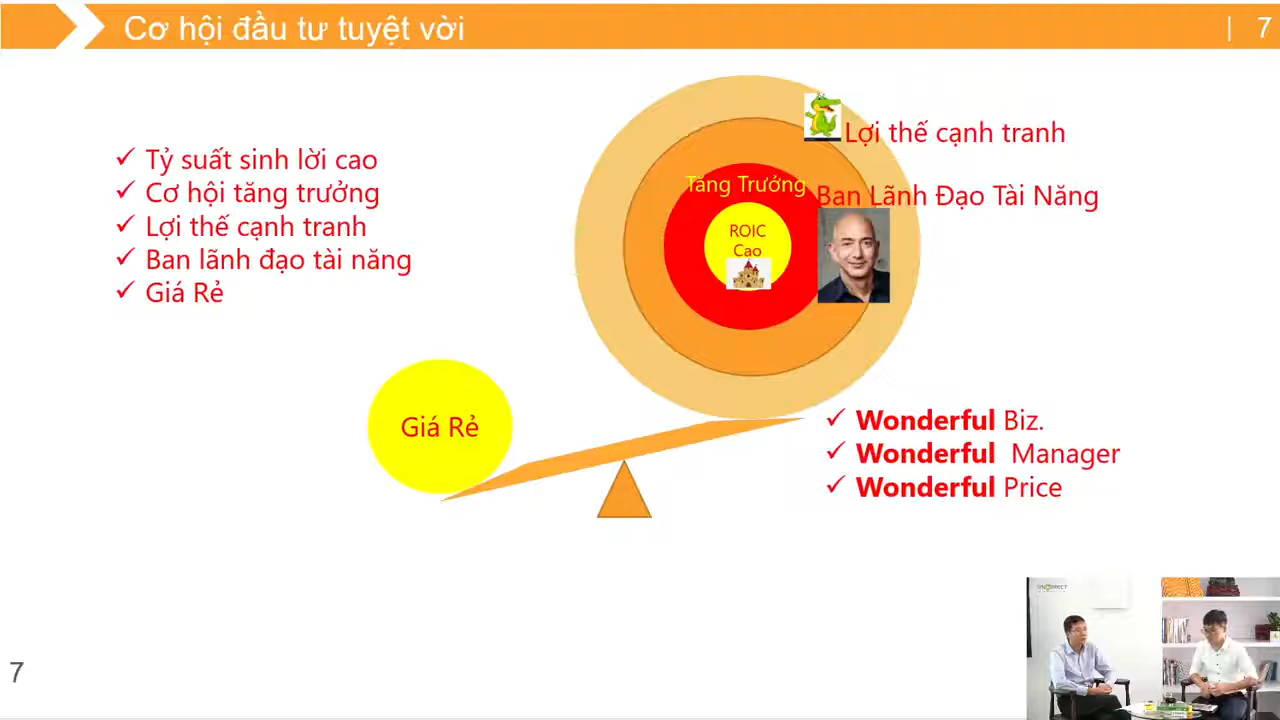 Cơ hội đầu tư tuyệt vời
| 7
✓ Tỷ suất sinh lời cao
✓ Cơ hội tăng trưởng
✓ Lợi thế cạnh tranh
✓ Ban lãnh đạo tài năng
✓ Giá Rẻ
Lợi thế cạnh tranh
Tăng Trưởng
Ban Lãnh Đạo Tài Năng
ROIC
Cao
Giá Rẻ
✓ Wonderful Biz.
✓ Wonderful Manager
✓ Wonderful Price
7